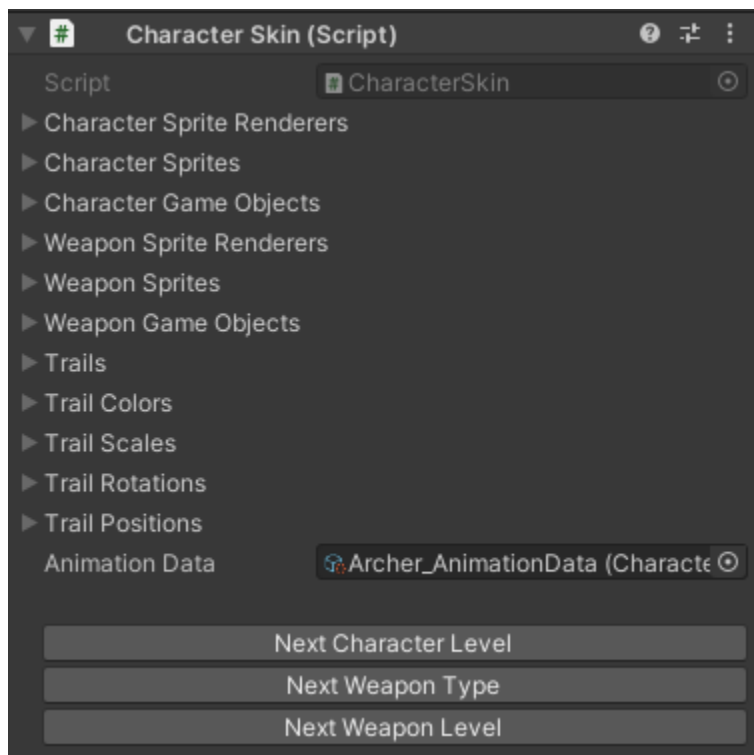 # Character Skin (Script)
Script # CharacterSkin
Character Sprite Renderers
Character Sprites
Character Game Objects
Weapon Sprite Renderers
Weapon Sprites
Weapon Game Objects
Trails
Trail Colors
Trail Scales
Trail Rotations
Trail Positions
Animation Data Archer_AnimationData (Characte
Next Character Level
Next Weapon Type
Next Weapon Level